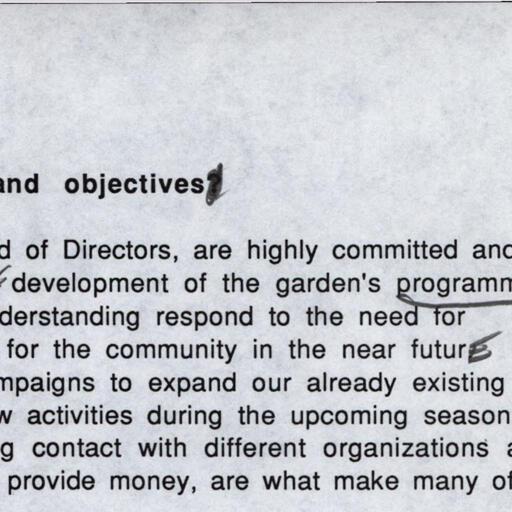 and objectives?
d of Directors, are highly committed and
development of the garden's programm
derstanding respond to the need for
for the community in the near future
mpaigns to expand our already existing
w activities during the upcoming season
g contact with different organizations a
provide money, are what make many of